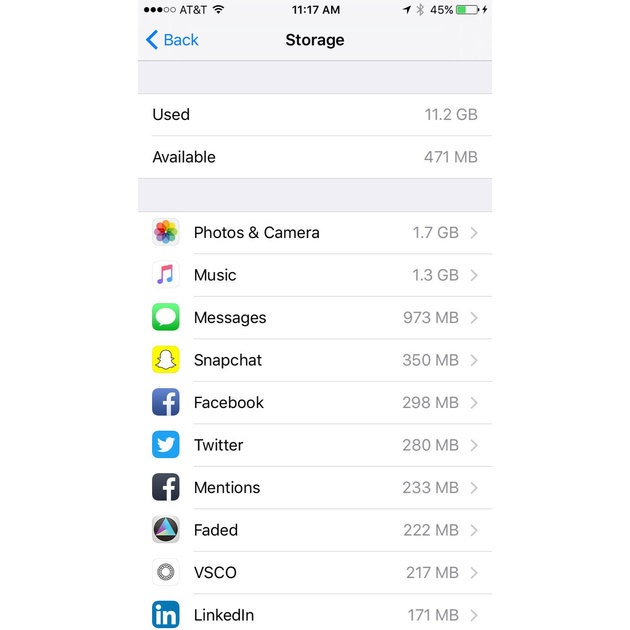 AT&T 11:17 AM 45%
Back Storage
Used 11.2 GB
Available 471 MB
Photos & Camera 1.7 GB
Music 1.3 GB
Messages 973 MB
Snapchat 350 MB
Facebook 298 MB
Twitter 280 MB
Mentions 233 MB
Faded 222 MB
VSCO 217 MB
in LinkedIn 171 MB